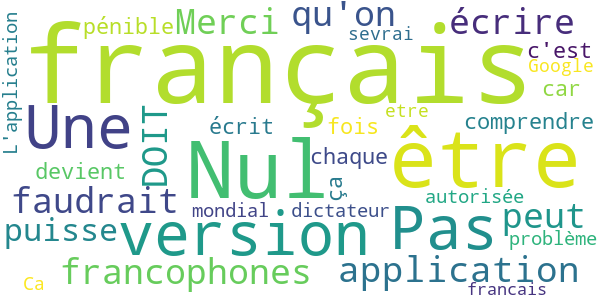 pénible Merci qu'on écrire
sevrai
français
c'est
Google
L'application
Une DOIT écrit fois etre car
comprendre
Nul chaque être
devient ça
autorisée
faudrait mondial dictateur Pas peut
puisse version problème
francophones application
Ca francais